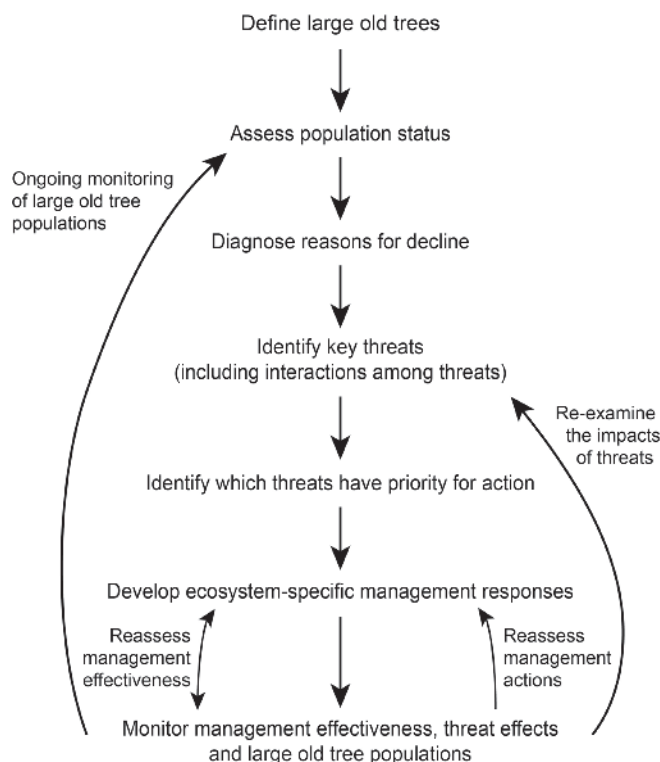 Define large old trees
Assess population status
Ongoing monitoring
of large old tree
populations
Diagnose reasons for decline
Identify key threats
(including interactions among threats)
Re-examine
the impacts
of threats
Identify which threats have priority for action
Develop ecosystem-specific management responses
Reassess
management
effectiveness
Reassess
management
actions
Monitor management effectiveness, threat effects
and large old tree populations